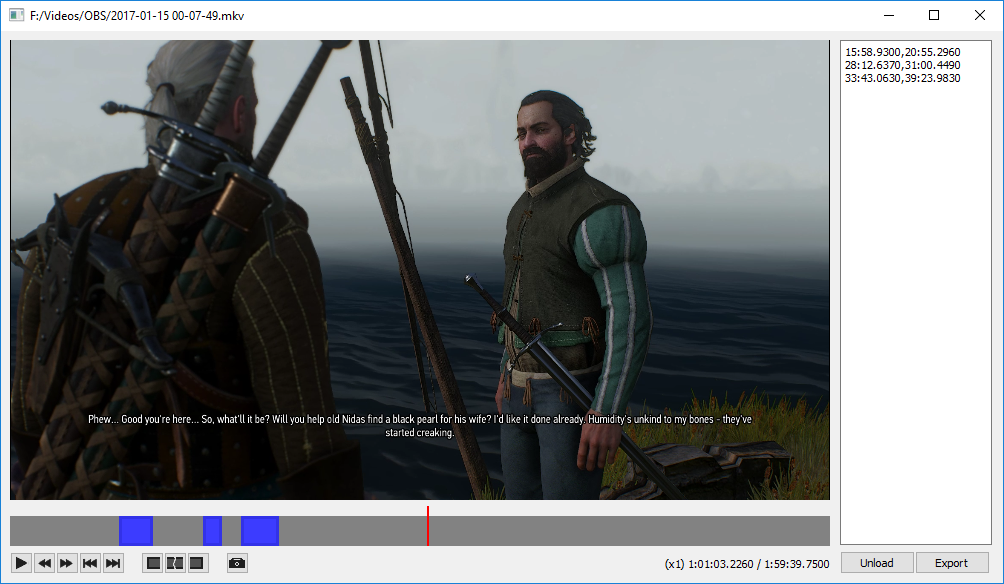 F:/Videos/OBS/2017-01-15 00-07-49.mkv
15:58.9300,20:55.2960
28:12.6370,31:00.4490
33:43.0630,39:23.9830
Phew... Good you're here... So, what'll it be? Will you help old Nidas find a black pearl for his wife? I'd like it done already. Humidity's unkind to my bones - they've
started creaking.
(x1) 1:01:03.2260 / 1:59:39.7500
Unload
Export